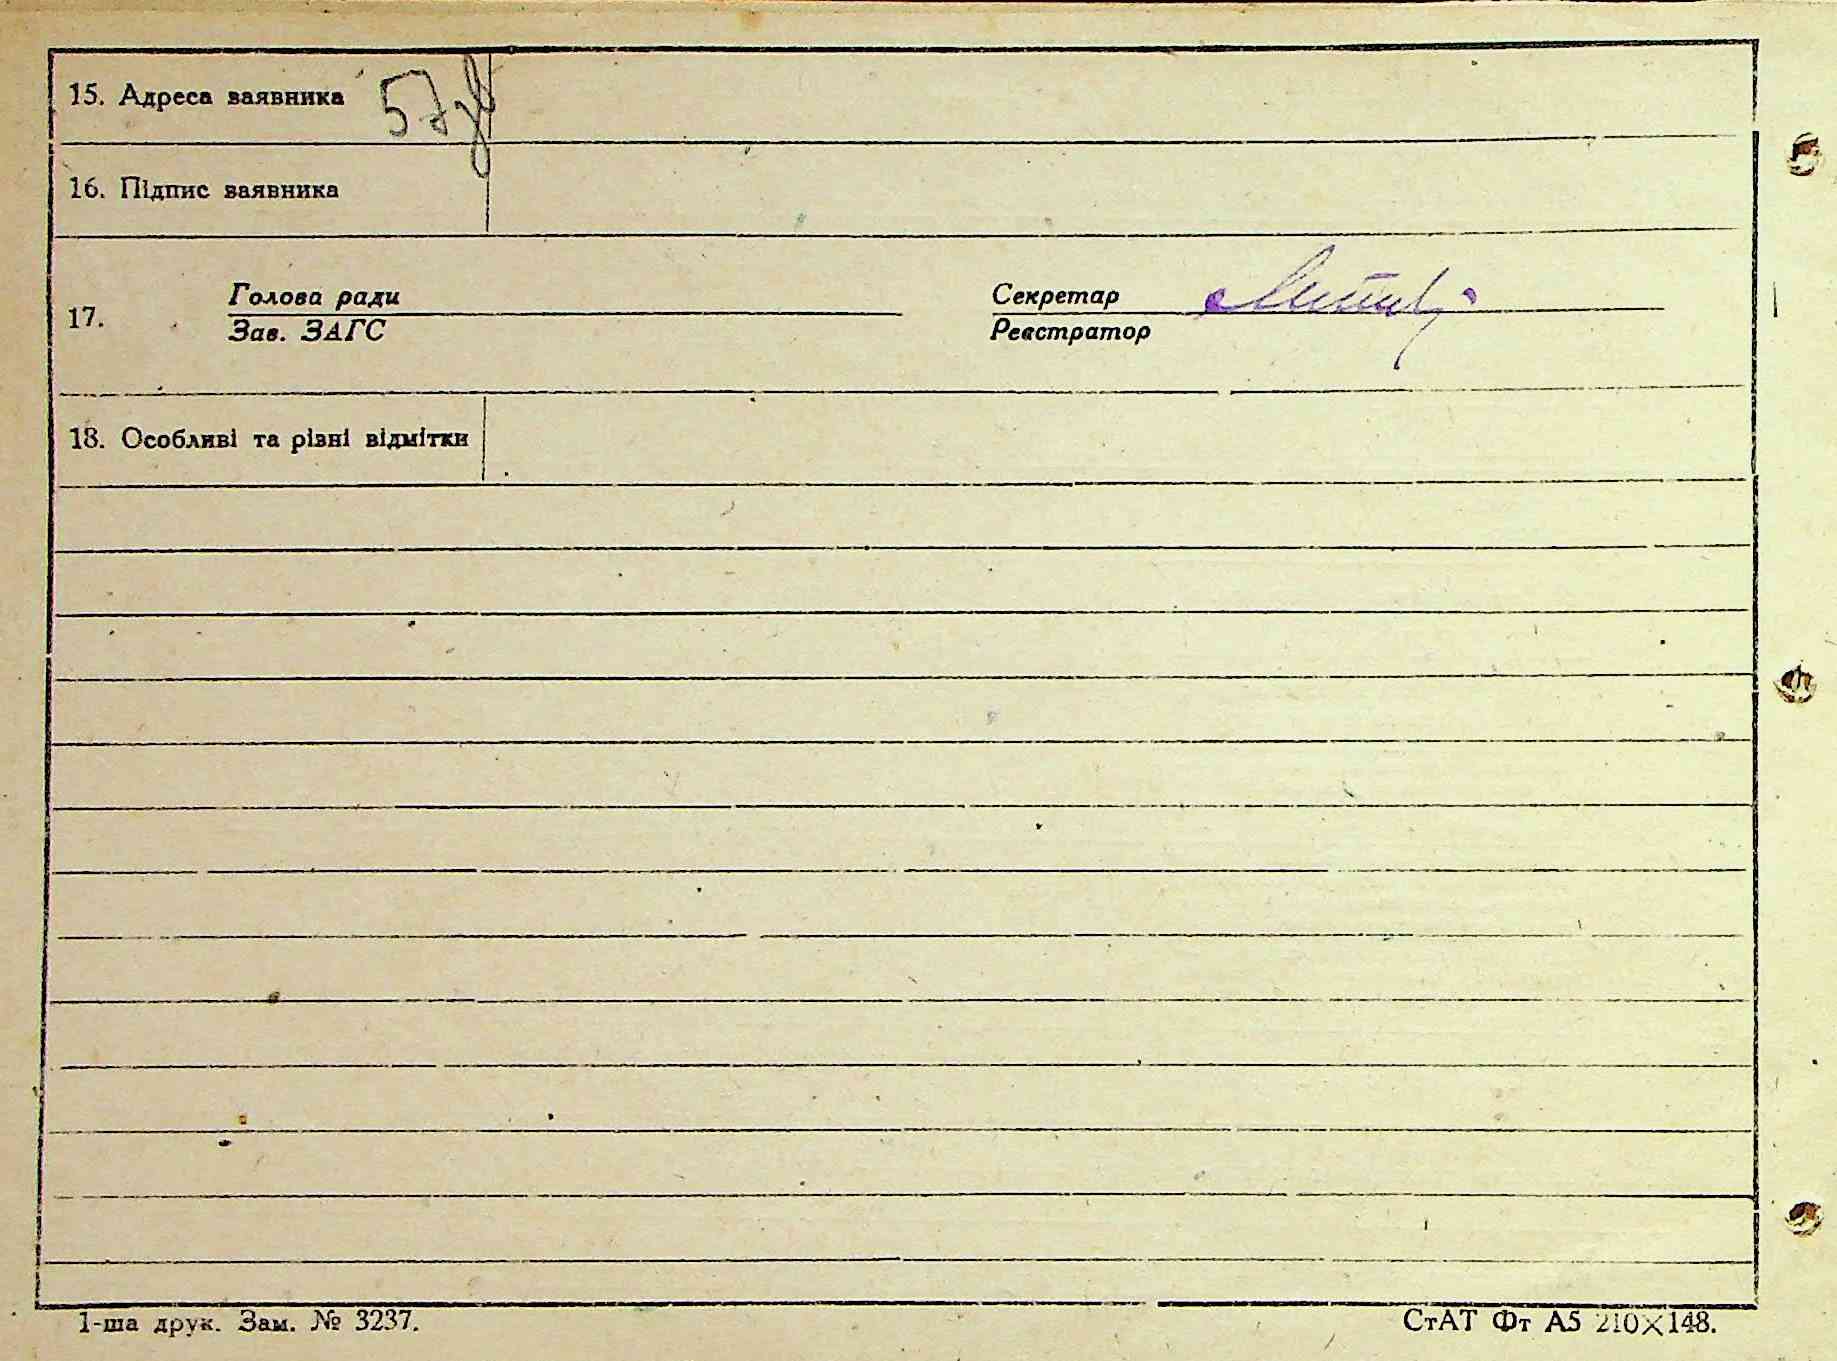 15. Адреса заявника 57
16. Підпис заявника
17. Голова ради Секретар
Зав. ЗАГС Реєстратор
18. Особливі та різні відмітки
1-ша друк. Зам. № 3237. СтАТ Фт А5 210×148.